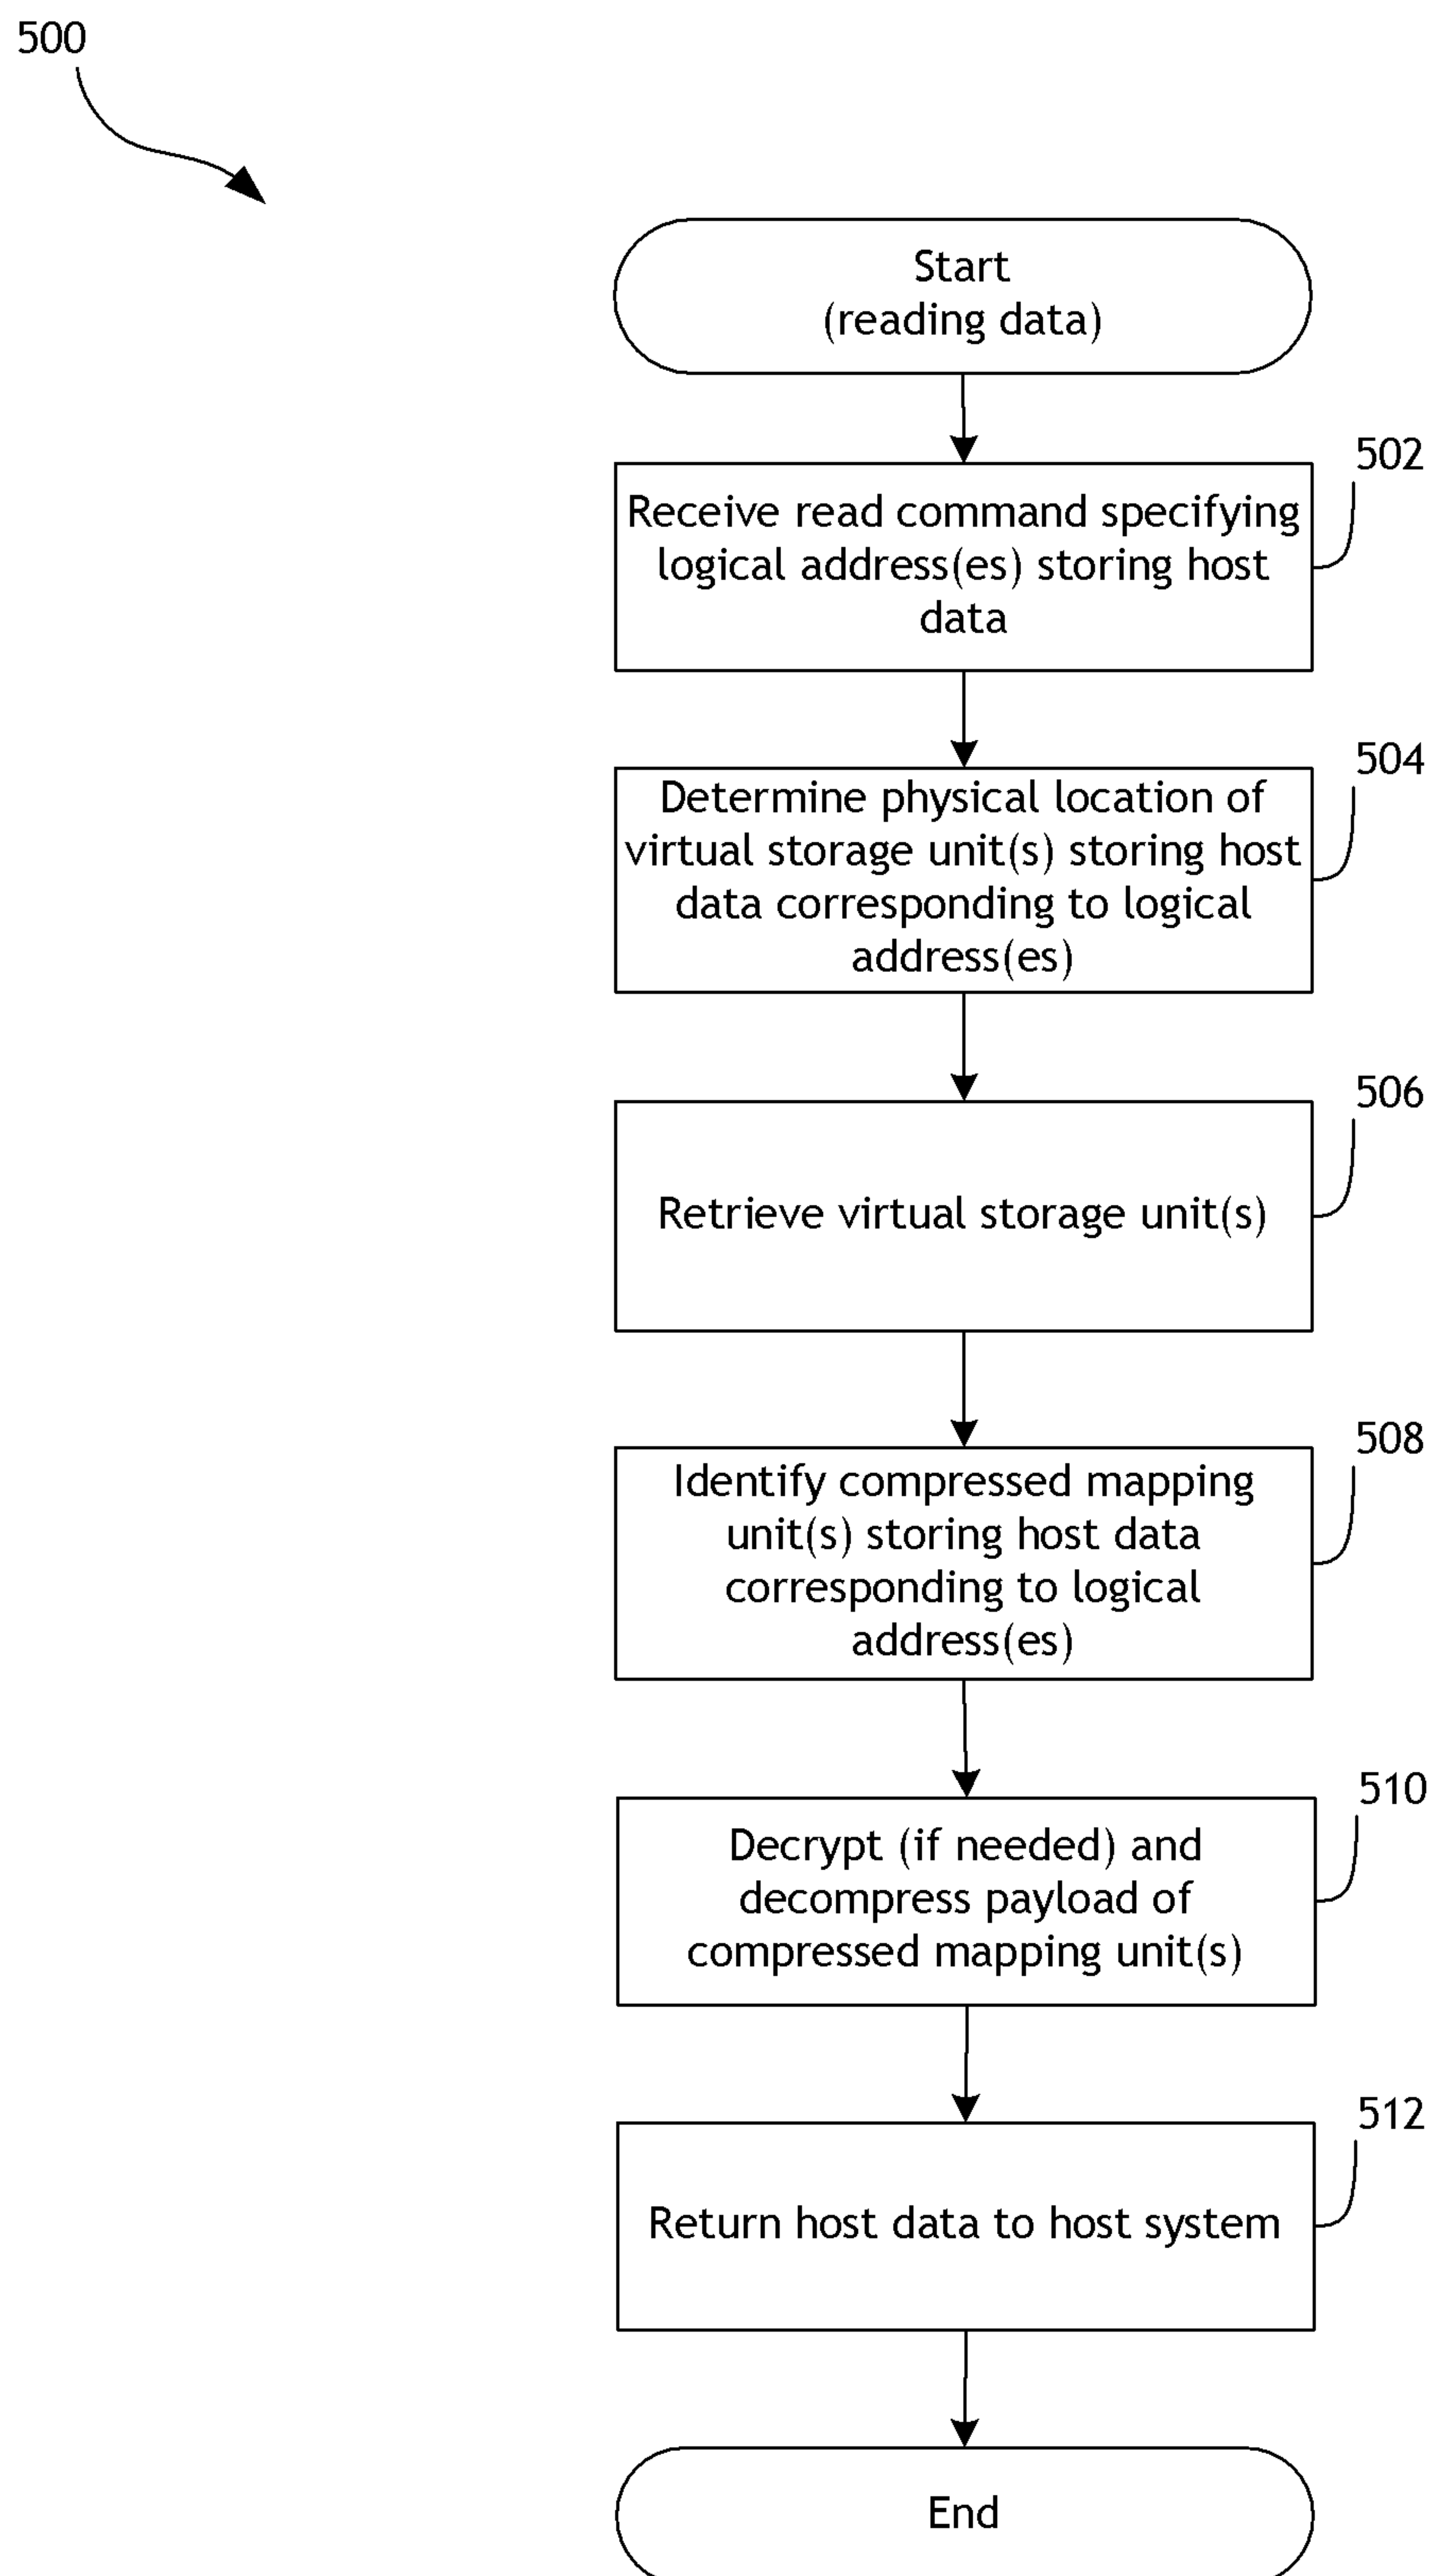 500
Start
(reading data)
502
Receive read command specifying
logical address(es) storing host
data
504
Determine physical location of
virtual storage unit(s) storing host
data corresponding to logical
address(es)
506
Retrieve virtual storage unit(s)
508
Identify compressed mapping
unit(s) storing host data
corresponding to logical
address(es)
510
Decrypt (if needed) and
decompress payload of
compressed mapping unit(s)
512
Return host data to host system
End